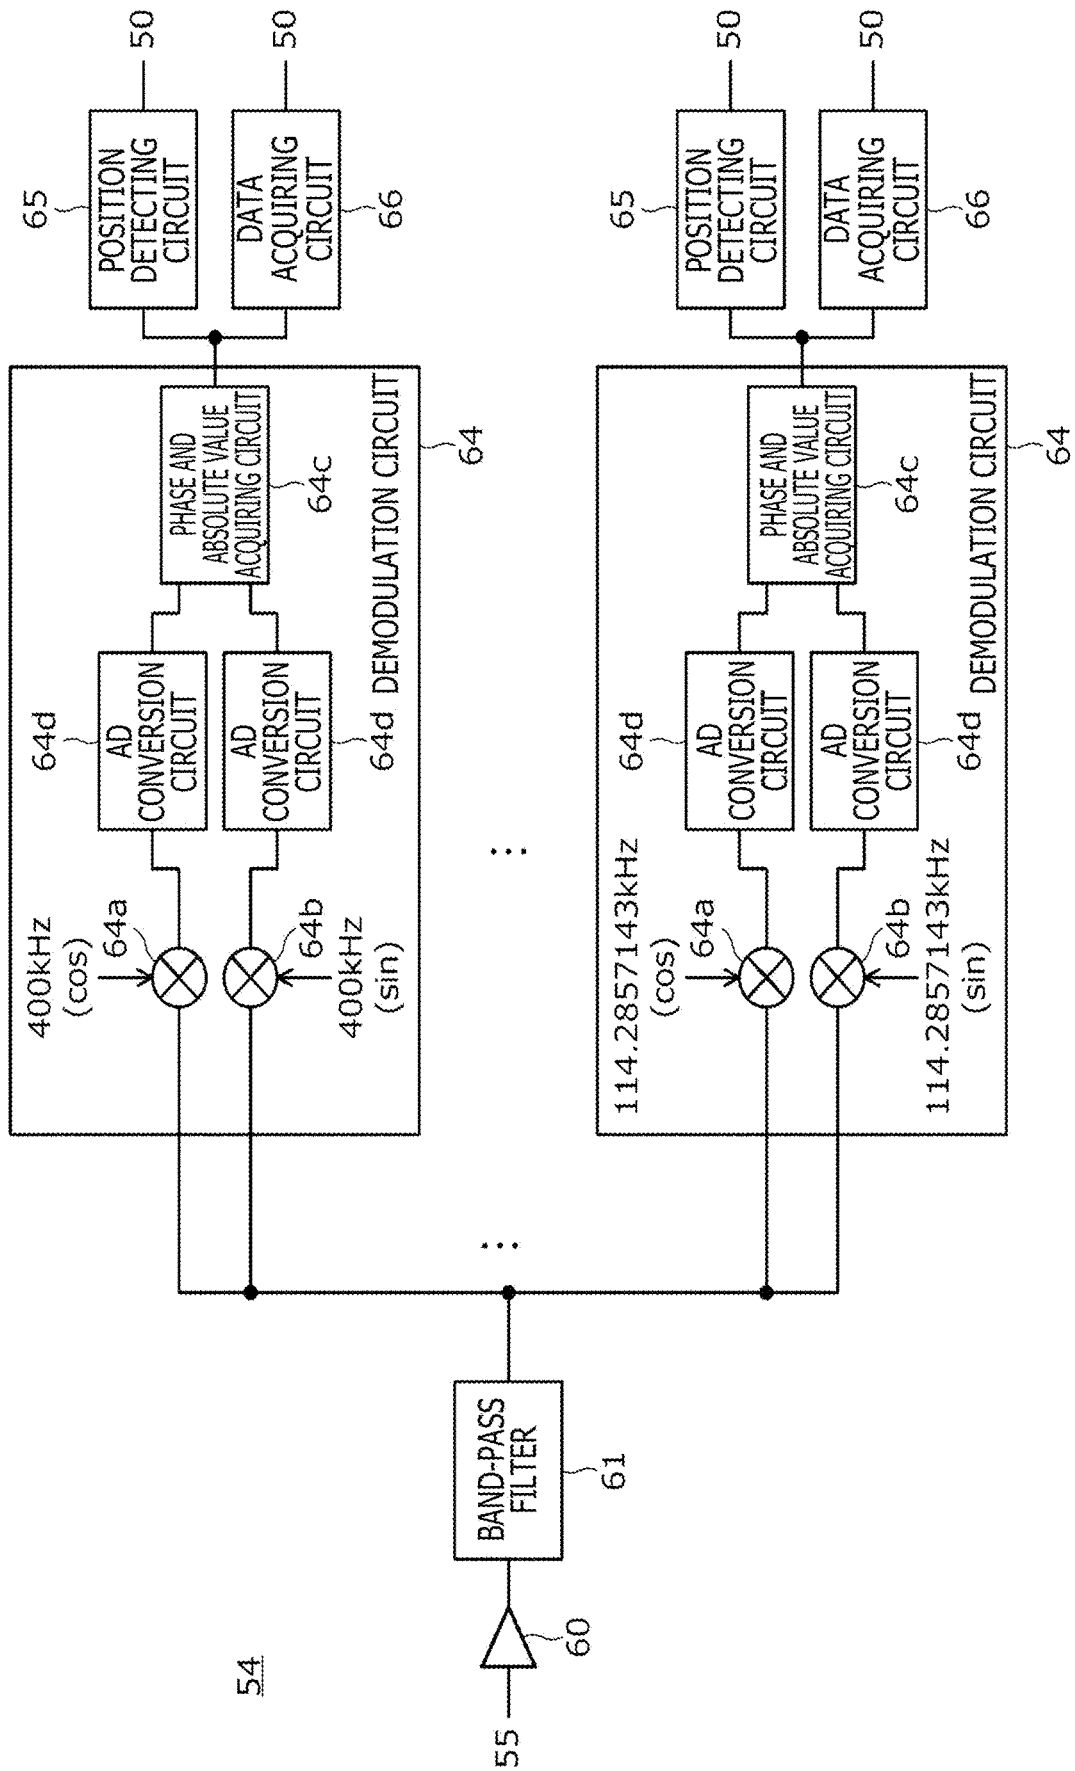 54
55
60
BAND-PASS
FILTER
61
...
400kHz
(cos)
64a
64b
400kHz
(sin)
64d
AD
CONVERSION
CIRCUIT
AD
CONVERSION
CIRCUIT
64d
PHASE AND
ABSOLUTE VALUE
ACQUIRING CIRCUIT
64c
DEMODULATION CIRCUIT
64
65
POSITION
DETECTING
CIRCUIT
50
DATA
ACQUIRING
CIRCUIT
50
66
...
114.2857143kHz
(cos)
64a
64b
114.2857143kHz
(sin)
64d
AD
CONVERSION
CIRCUIT
AD
CONVERSION
CIRCUIT
64d
PHASE AND
ABSOLUTE VALUE
ACQUIRING CIRCUIT
64c
DEMODULATION CIRCUIT
64
65
POSITION
DETECTING
CIRCUIT
50
DATA
ACQUIRING
CIRCUIT
50
66